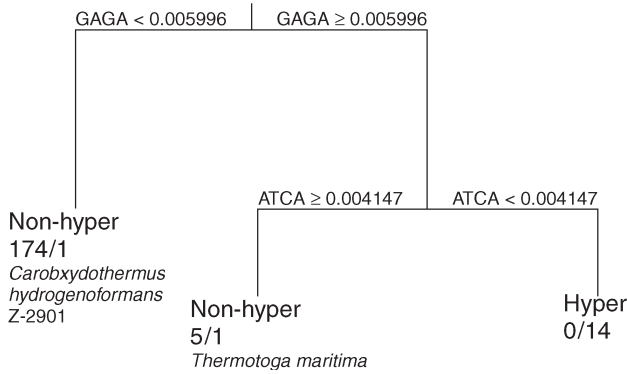 GAGA < 0.005996
GAGA ≥ 0.005996
ATCA ≥ 0.004147
ATCA < 0.004147
Non-hyper
174/1
Carobxydothermus
hydrogenoformans
Z-2901
Non-hyper
5/1
Thermotoga maritima
Hyper
0/14